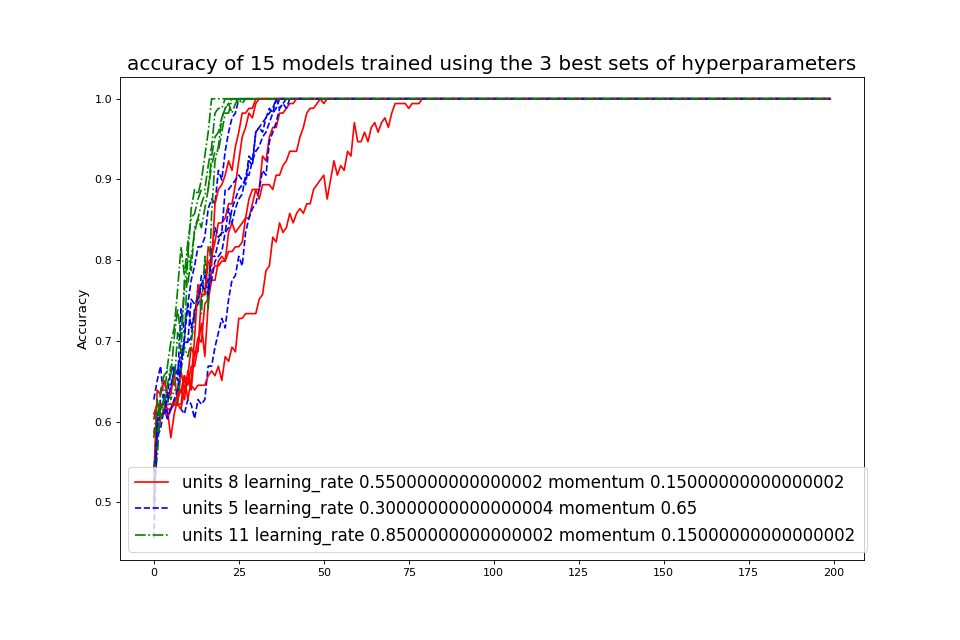 accuracy of 15 models trained using the 3 best sets of hyperparameters
1.0
0.9
0.8
0.7
0.6
0.5
Accuracy
units 8 learning_rate 0.5500000000000002 momentum 0.15000000000000002
units 5 learning_rate 0.30000000000000004 momentum 0.65
units 11 learning_rate 0.8500000000000002 momentum 0.15000000000000002
0 25 50 75 100 125 150 175 200